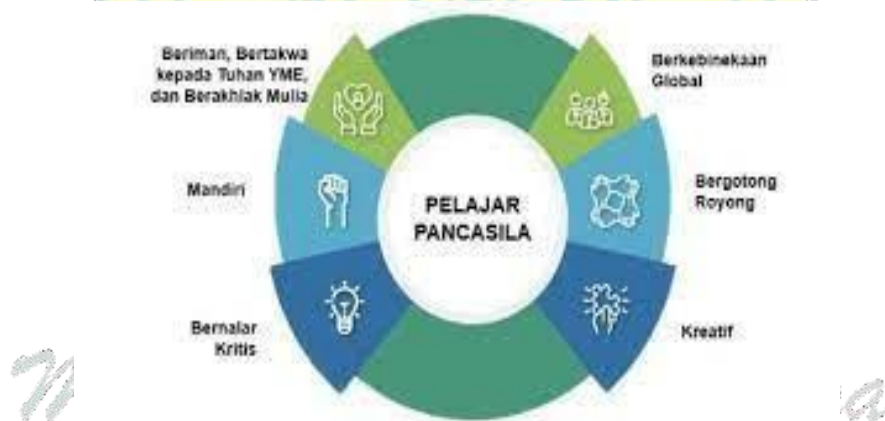 Beriman, Bertakwa
kepada Tuhan YME,
dan Berakhlak Mulia
Berkebinekaan
Global
Mandiri
PELAJAR
PANCASILA
Bergotong
Royong
Bernalar
Kritis
Kreatif